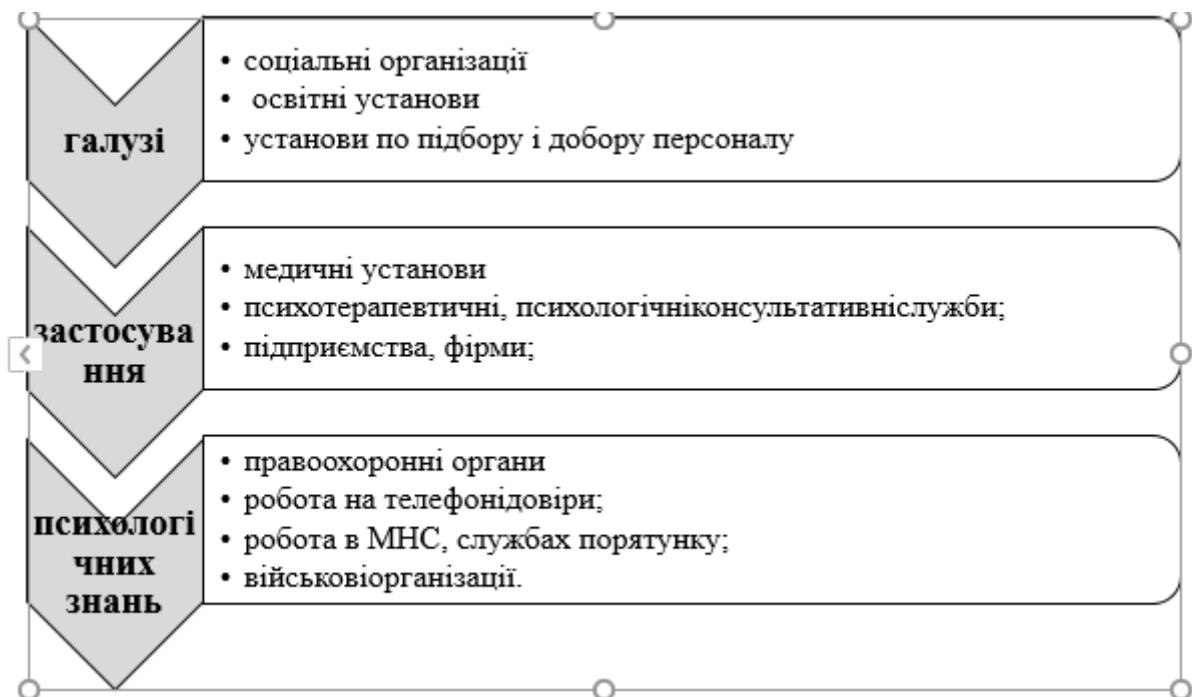 галузі
• соціальні організації
• освітні установи
• установи по підбору і добору персоналу
застосува
ння
• медичні установи
• психотерапевтичні, психологічніконсультативніслужби;
• підприємства, фірми;
психологі
чних
знань
• правоохоронні органи
• робота на телефонідовіри;
• робота в МНС, службах порятунку;
• військовіорганізації.